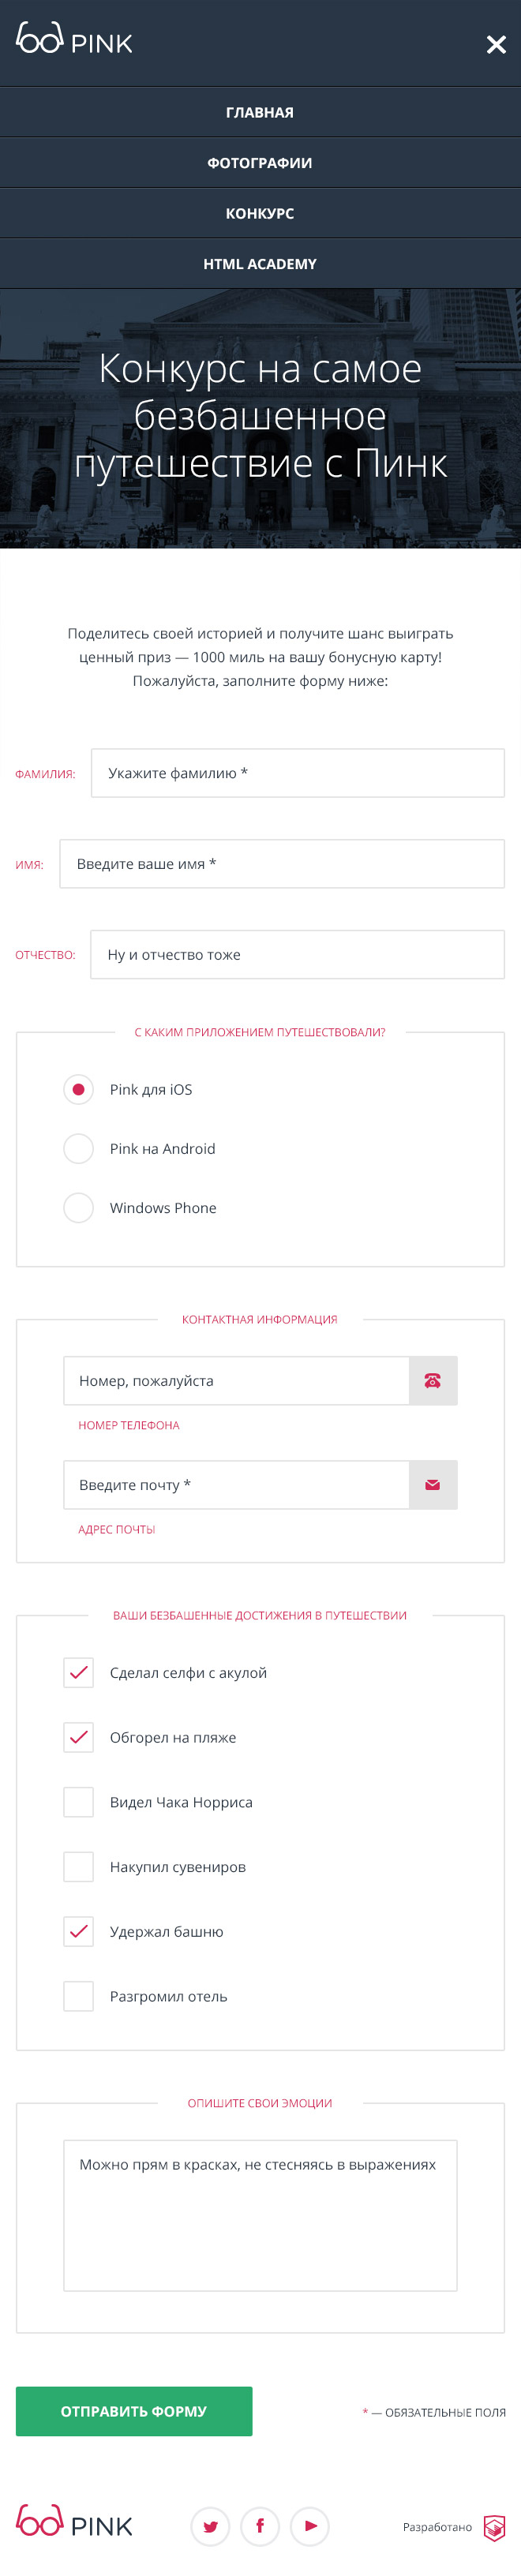 PINK
ГЛАВНАЯ
ФОТОГРАФИИ
КОНКУРС
HTML ACADEMY
Конкурс на самое
безбашенное
путешествие с Пинк
Поделитесь своей историей и получите шанс выиграть
ценный приз — 1000 миль на вашу бонусную карту!
Пожалуйста, заполните форму ниже:
ФАМИЛИЯ: Укажите фамилию *
ИМЯ: Введите ваше имя *
ОТЧЕСТВО: Ну и отчество тоже
С КАКИМ ПРИЛОЖЕНИЕМ ПУТЕШЕСТВОВАЛИ?
Pink для iOS
Pink на Android
Windows Phone
КОНТАКТНАЯ ИНФОРМАЦИЯ
Номер, пожалуйста
НОМЕР ТЕЛЕФОНА
Введите почту *
АДРЕС ПОЧТЫ
ВАШИ БЕЗБАШЕННЫЕ ДОСТИЖЕНИЯ В ПУТЕШЕСТВИИ
Сделал селфи с акулой
Обгорел на пляже
Видел Чака Норриса
Накупил сувениров
Удержал башню
Разгромил отель
ОПИШИТЕ СВОИ ЭМОЦИИ
Можно прям в красках, не стесняясь в выражениях
ОТПРАВИТЬ ФОРМУ * — ОБЯЗАТЕЛЬНЫЕ ПОЛЯ
PINK Разработано